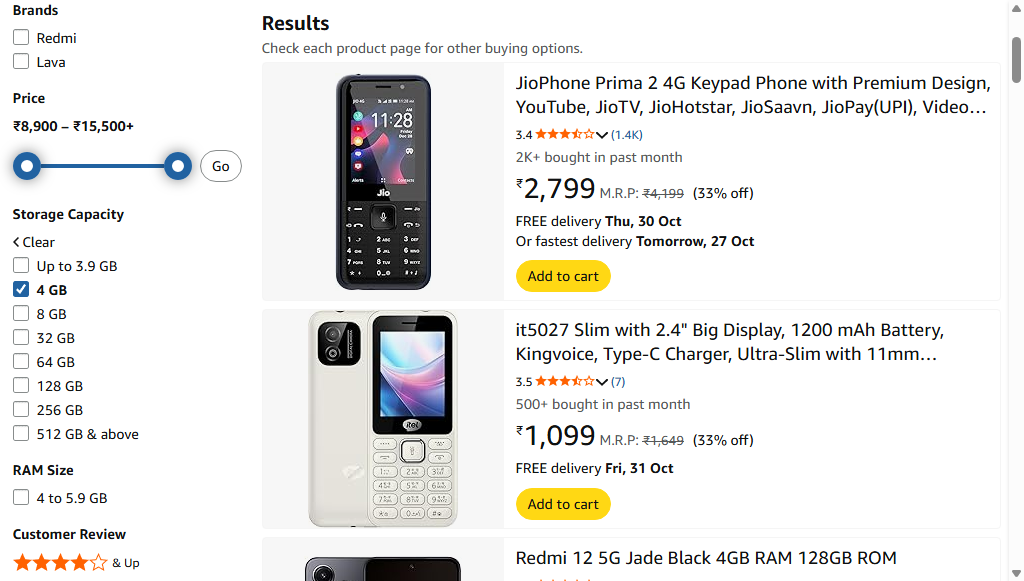 Brands
Redmi
Lava
Price
₹8,900 – ₹15,500+
Go
Storage Capacity
Clear
Up to 3.9 GB
4 GB
8 GB
32 GB
64 GB
128 GB
256 GB
512 GB & above
RAM Size
4 to 5.9 GB
Customer Review
& Up
Results
Check each product page for other buying options.
11:28
Jio
JioPhone Prima 2 4G Keypad Phone with Premium Design,
YouTube, JioTV, JioHotstar, JioSaavn, JioPay(UPI), Video…
3.4 (1.4K)
2K+ bought in past month
₹2,799 M.R.P: ₹4,199 (33% off)
FREE delivery Thu, 30 Oct
Or fastest delivery Tomorrow, 27 Oct
Add to cart
itel
it5027 Slim with 2.4" Big Display, 1200 mAh Battery,
Kingvoice, Type-C Charger, Ultra-Slim with 11mm…
3.5 (7)
500+ bought in past month
₹1,099 M.R.P: ₹1,649 (33% off)
FREE delivery Fri, 31 Oct
Add to cart
Redmi 12 5G Jade Black 4GB RAM 128GB ROM